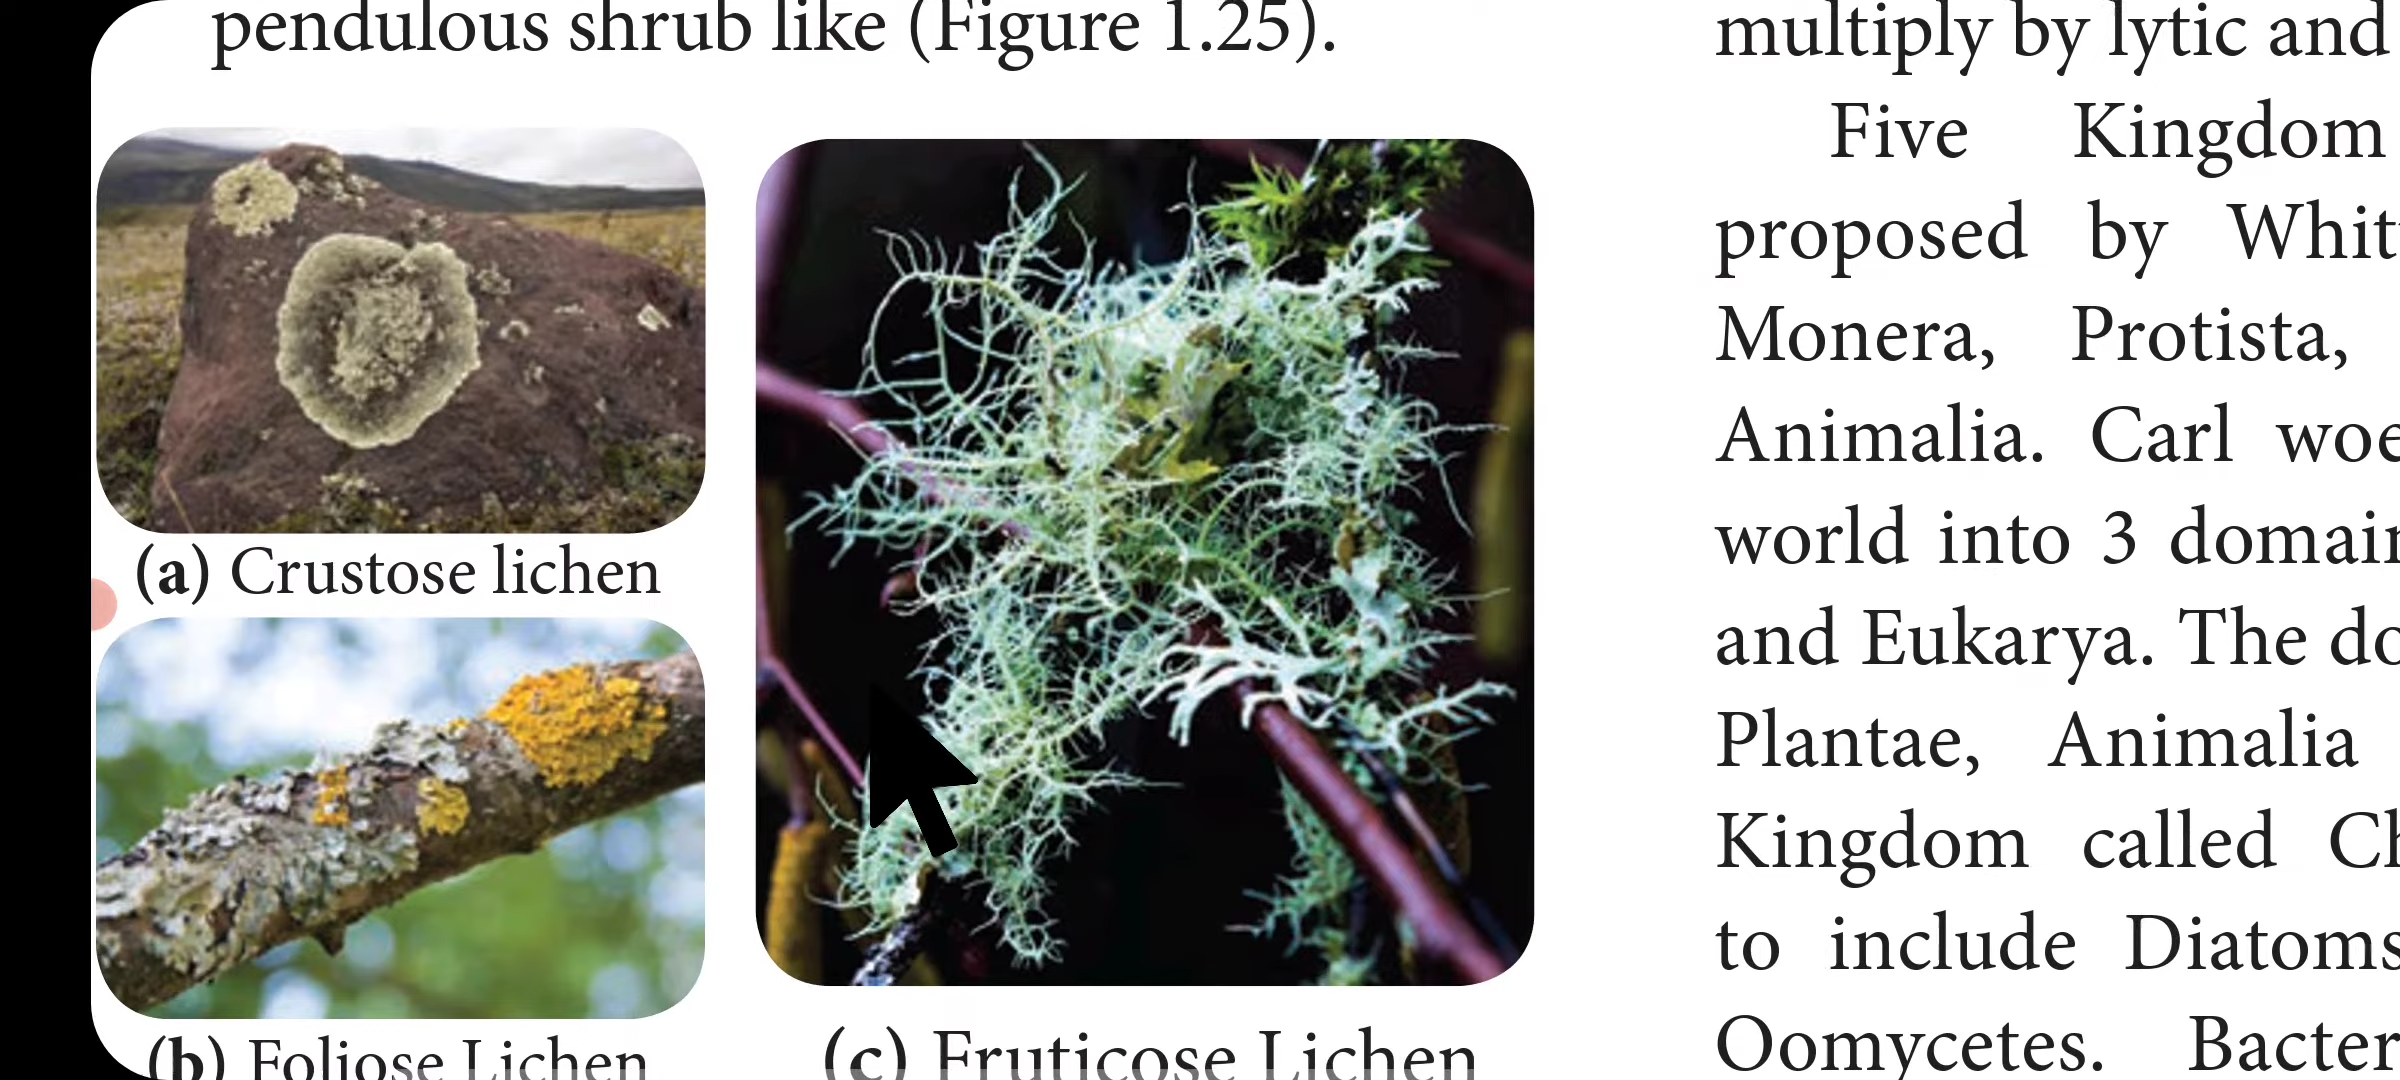 pendulous shrub like (Figure 1.25).
(a) Crustose lichen
(b) Foliose Lichen
(c) Fruticose Lichen
multiply by lytic and
Five Kingdom
proposed by
Monera, Protista,
Animalia. Carl
world into 3
and Eukarya. The
Plantae, Animalia
Kingdom called
to include Diatoms
Oomycetes.